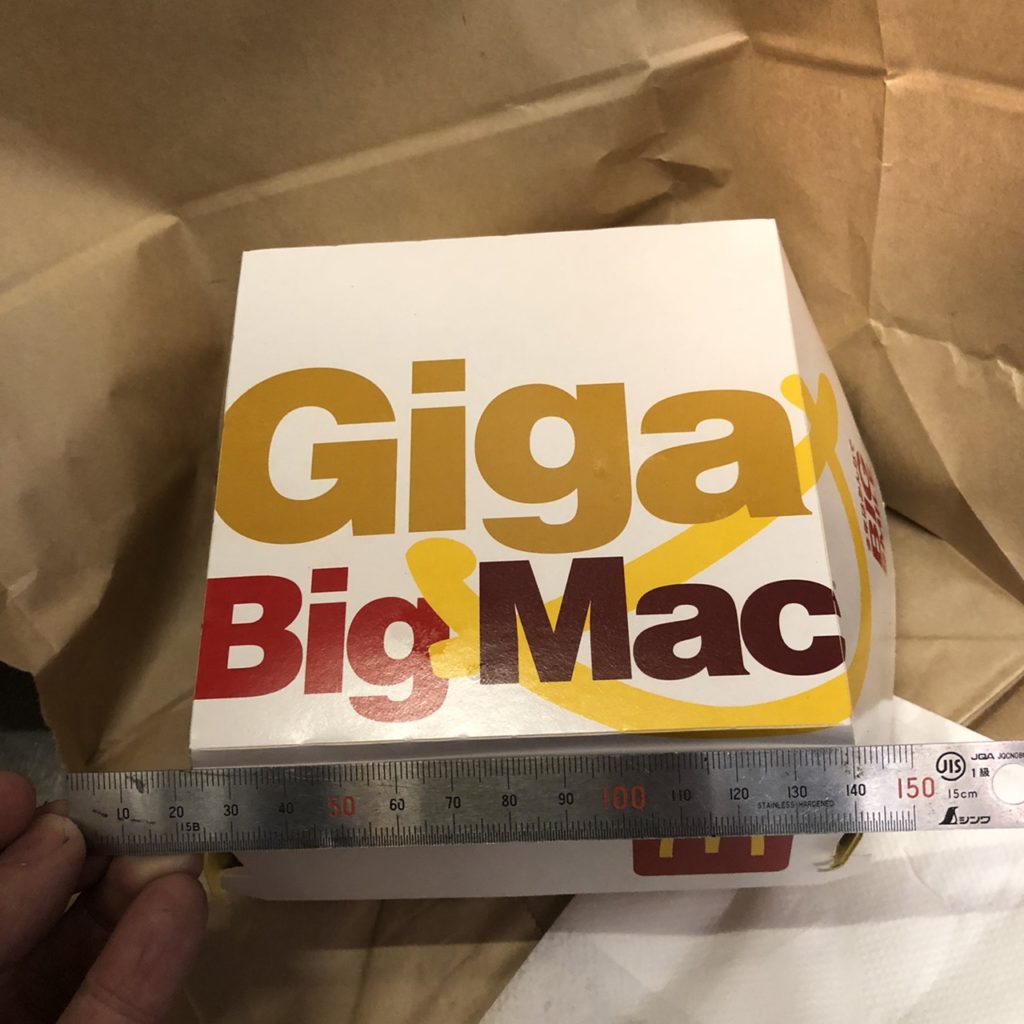 Giga
Big Mac
10 20 30 40 50 60 70 80 90 100 110 120 130 140 150
15B
STAINLESS HARDENED
JIS
JQA
1級
15cm
シンワ